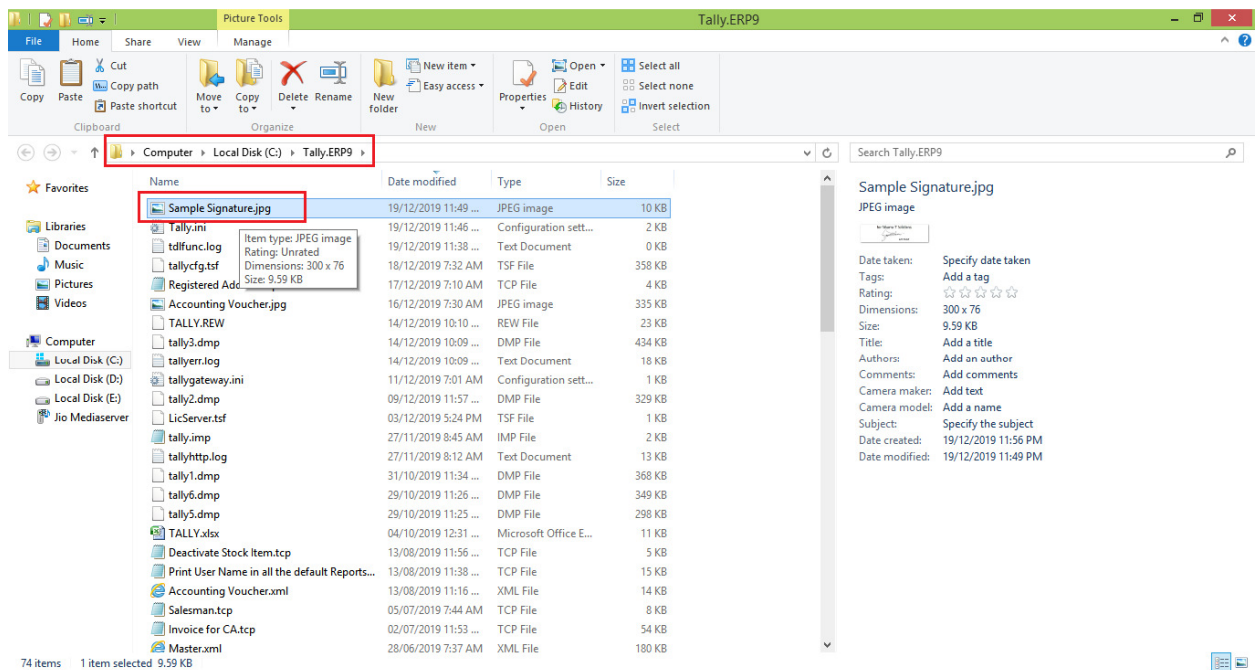 Picture Tools
Tally.ERP9
File Home Share View Manage
Copy
Paste
Cut
Copy path
Paste shortcut
Clipboard
Move to
Copy to
Delete
Rename
Organize
New folder
New item
Easy access
New
Properties
Open
Edit
History
Open
Select all
Select none
Invert selection
Select
Computer Local Disk (C:) Tally.ERP9
Search Tally.ERP9
Favorites
Libraries
Documents
Music
Pictures
Videos
Computer
Local Disk (C:)
Local Disk (D:)
Local Disk (E:)
Jio Mediaserver
Name Date modified Type Size
Sample Signature.jpg 19/12/2019 11:49 ... JPEG image 10 KB
Tally.ini 19/12/2019 11:46 ... Configuration sett... 2 KB
tdlfunc.log 19/12/2019 11:38 ... Text Document 0 KB
tallycfg.tsf 18/12/2019 7:32 AM TSF File 358 KB
Registered Add 17/12/2019 7:10 AM TCP File 4 KB
Accounting Voucher.jpg 16/12/2019 7:30 AM JPEG image 335 KB
TALLY.REW 14/12/2019 10:10 ... REW File 23 KB
tally3.dmp 14/12/2019 10:09 ... DMP File 434 KB
tallyerr.log 14/12/2019 10:09 ... Text Document 18 KB
tallygateway.ini 11/12/2019 7:01 AM Configuration sett... 1 KB
tally2.dmp 09/12/2019 11:57 ... DMP File 329 KB
LicServer.tsf 03/12/2019 5:24 PM TSF File 1 KB
tally.imp 27/11/2019 8:45 AM IMP File 2 KB
tallyhttp.log 27/11/2019 8:12 AM Text Document 13 KB
tally1.dmp 31/10/2019 11:34 ... DMP File 368 KB
tally6.dmp 29/10/2019 11:26 ... DMP File 349 KB
tally5.dmp 29/10/2019 11:25 ... DMP File 298 KB
TALLY.xlsx 04/10/2019 12:31 ... Microsoft Office E... 11 KB
Deactivate Stock Item.tcp 13/08/2019 11:56 ... TCP File 5 KB
Print User Name in all the default Reports... 13/08/2019 11:38 ... TCP File 15 KB
Accounting Voucher.xml 13/08/2019 11:16 ... XML File 14 KB
Salesman.tcp 05/07/2019 7:44 AM TCP File 8 KB
Invoice for CA.tcp 02/07/2019 11:53 ... TCP File 54 KB
Master.xml 28/06/2019 7:37 AM XML File 180 KB
Item type: JPEG image
Rating: Unrated
Dimensions: 300 x 76
Size: 9.59 KB
Sample Signature.jpg
JPEG image
Date taken: Specify date taken
Tags: Add a tag
Rating:
Dimensions: 300 x 76
Size: 9.59 KB
Title: Add a title
Authors: Add an author
Comments: Add comments
Camera maker: Add text
Camera model: Add a name
Subject: Specify the subject
Date created: 19/12/2019 11:56 PM
Date modified: 19/12/2019 11:49 PM
74 items 1 item selected 9.59 KB